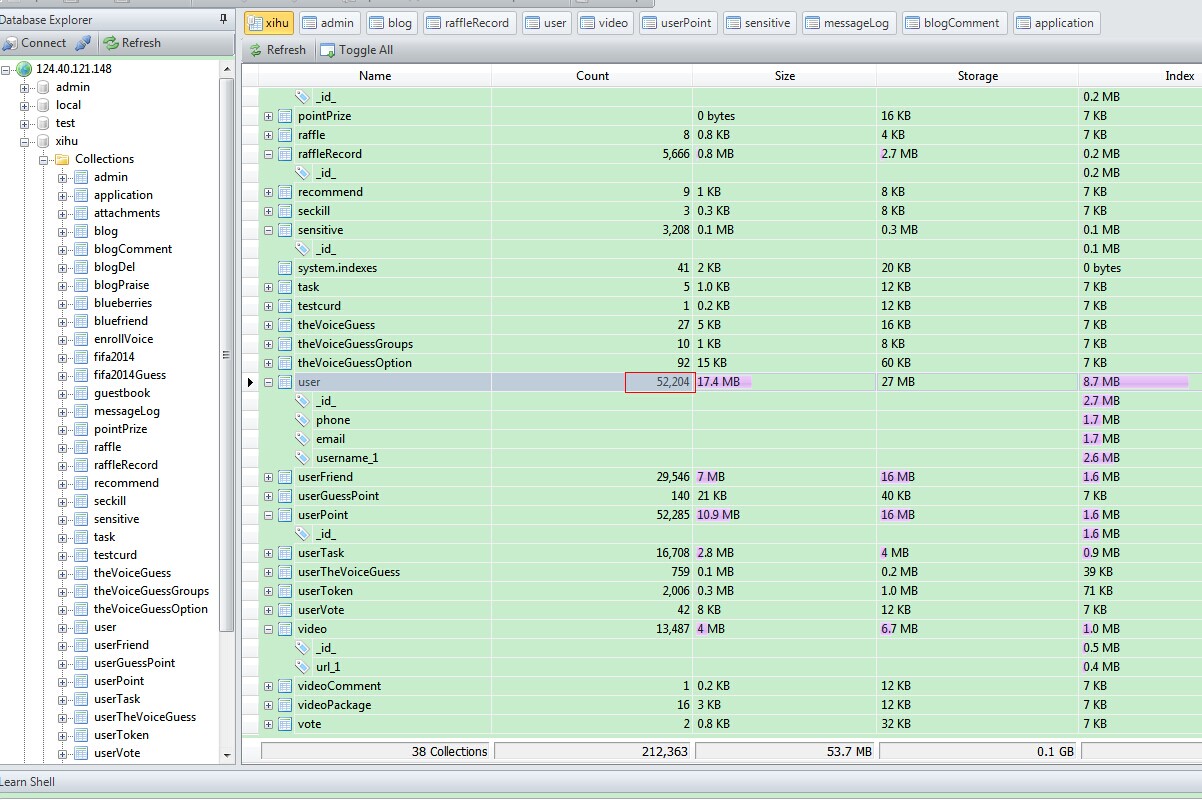 Database Explorer
Connect Refresh
124.40.121.148
admin
local
test
xihu
Collections
admin
application
attachments
blog
blogComment
blogDel
blogPraise
blueberries
bluefriend
enrollVoice
fifa2014
fifa2014Guess
guestbook
messageLog
pointPrize
raffle
raffleRecord
recommend
seckill
sensitive
task
testcurd
theVoiceGuess
theVoiceGuessGroups
theVoiceGuessOption
user
userFriend
userGuessPoint
userPoint
userTask
userTheVoiceGuess
userToken
userVote
xihu admin blog raffleRecord user video userPoint sensitive messageLog blogComment application
Refresh Toggle All
Name Count Size Storage Index
_id_ 0.2 MB
pointPrize 0 bytes 16 KB 7 KB
raffle 8 0.8 KB 4 KB 7 KB
raffleRecord 5,666 0.8 MB 2.7 MB 0.2 MB
_id_ 0.2 MB
recommend 9 1 KB 8 KB 7 KB
seckill 3 0.3 KB 8 KB 7 KB
sensitive 3,208 0.1 MB 0.3 MB 0.1 MB
_id_ 0.1 MB
system.indexes 41 2 KB 20 KB 0 bytes
task 5 1.0 KB 12 KB 7 KB
testcurd 1 0.2 KB 12 KB 7 KB
theVoiceGuess 27 5 KB 16 KB 7 KB
theVoiceGuessGroups 10 1 KB 8 KB 7 KB
theVoiceGuessOption 92 15 KB 60 KB 7 KB
user 52,204 17.4 MB 27 MB 8.7 MB
_id_ 2.7 MB
phone 1.7 MB
email 1.7 MB
username_1 2.6 MB
userFriend 29,546 7 MB 16 MB 1.6 MB
userGuessPoint 140 21 KB 40 KB 7 KB
userPoint 52,285 10.9 MB 16 MB 1.6 MB
_id_ 1.6 MB
userTask 16,708 2.8 MB 4 MB 0.9 MB
userTheVoiceGuess 759 0.1 MB 0.2 MB 39 KB
userToken 2,006 0.3 MB 1.0 MB 71 KB
userVote 42 8 KB 12 KB 7 KB
video 13,487 4 MB 6.7 MB 1.0 MB
_id_ 0.5 MB
url_1 0.4 MB
videoComment 1 0.2 KB 12 KB 7 KB
videoPackage 16 3 KB 12 KB 7 KB
vote 2 0.8 KB 32 KB 7 KB
38 Collections 212,363 53.7 MB 0.1 GB
Learn Shell